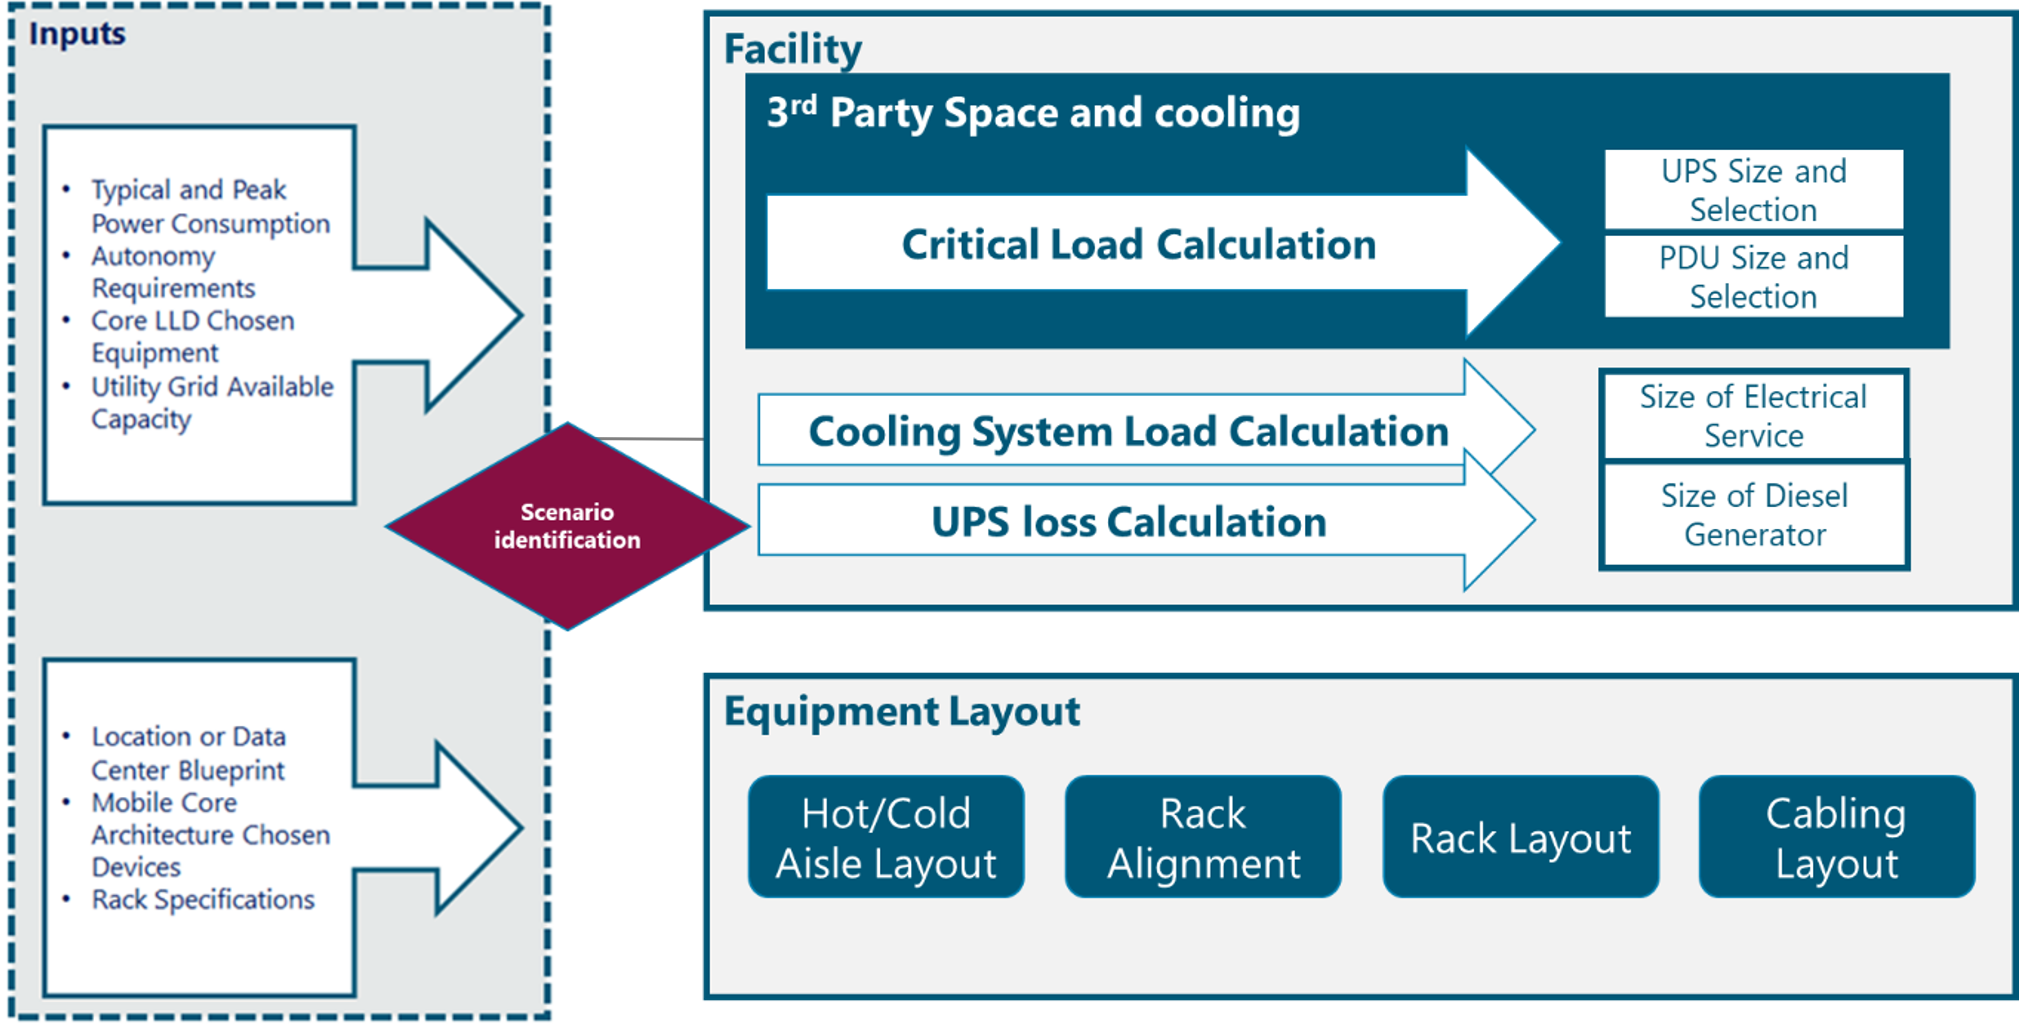 Inputs
• Typical and Peak
Power Consumption
• Autonomy
Requirements
• Core LLD Chosen
Equipment
• Utility Grid Available
Capacity
Scenario
identification
• Location or Data
Center Blueprint
• Mobile Core
Architecture Chosen
Devices
• Rack Specifications
Facility
3rd Party Space and cooling
Critical Load Calculation
UPS Size and
Selection
PDU Size and
Selection
Cooling System Load Calculation
UPS loss Calculation
Size of Electrical
Service
Size of Diesel
Generator
Equipment Layout
Hot/Cold
Aisle Layout
Rack
Alignment
Rack Layout
Cabling
Layout